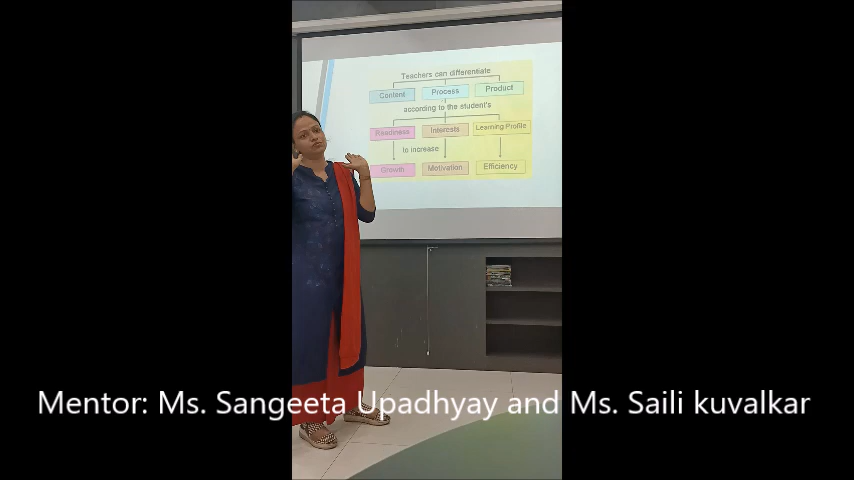 Teachers can differentiate
Content Process Product
according to the student's
Readiness Interests Learning Profile
to increase
Growth Motivation Efficiency
Mentor: Ms. Sangeeta Upadhyay and Ms. Saili kuvalkar